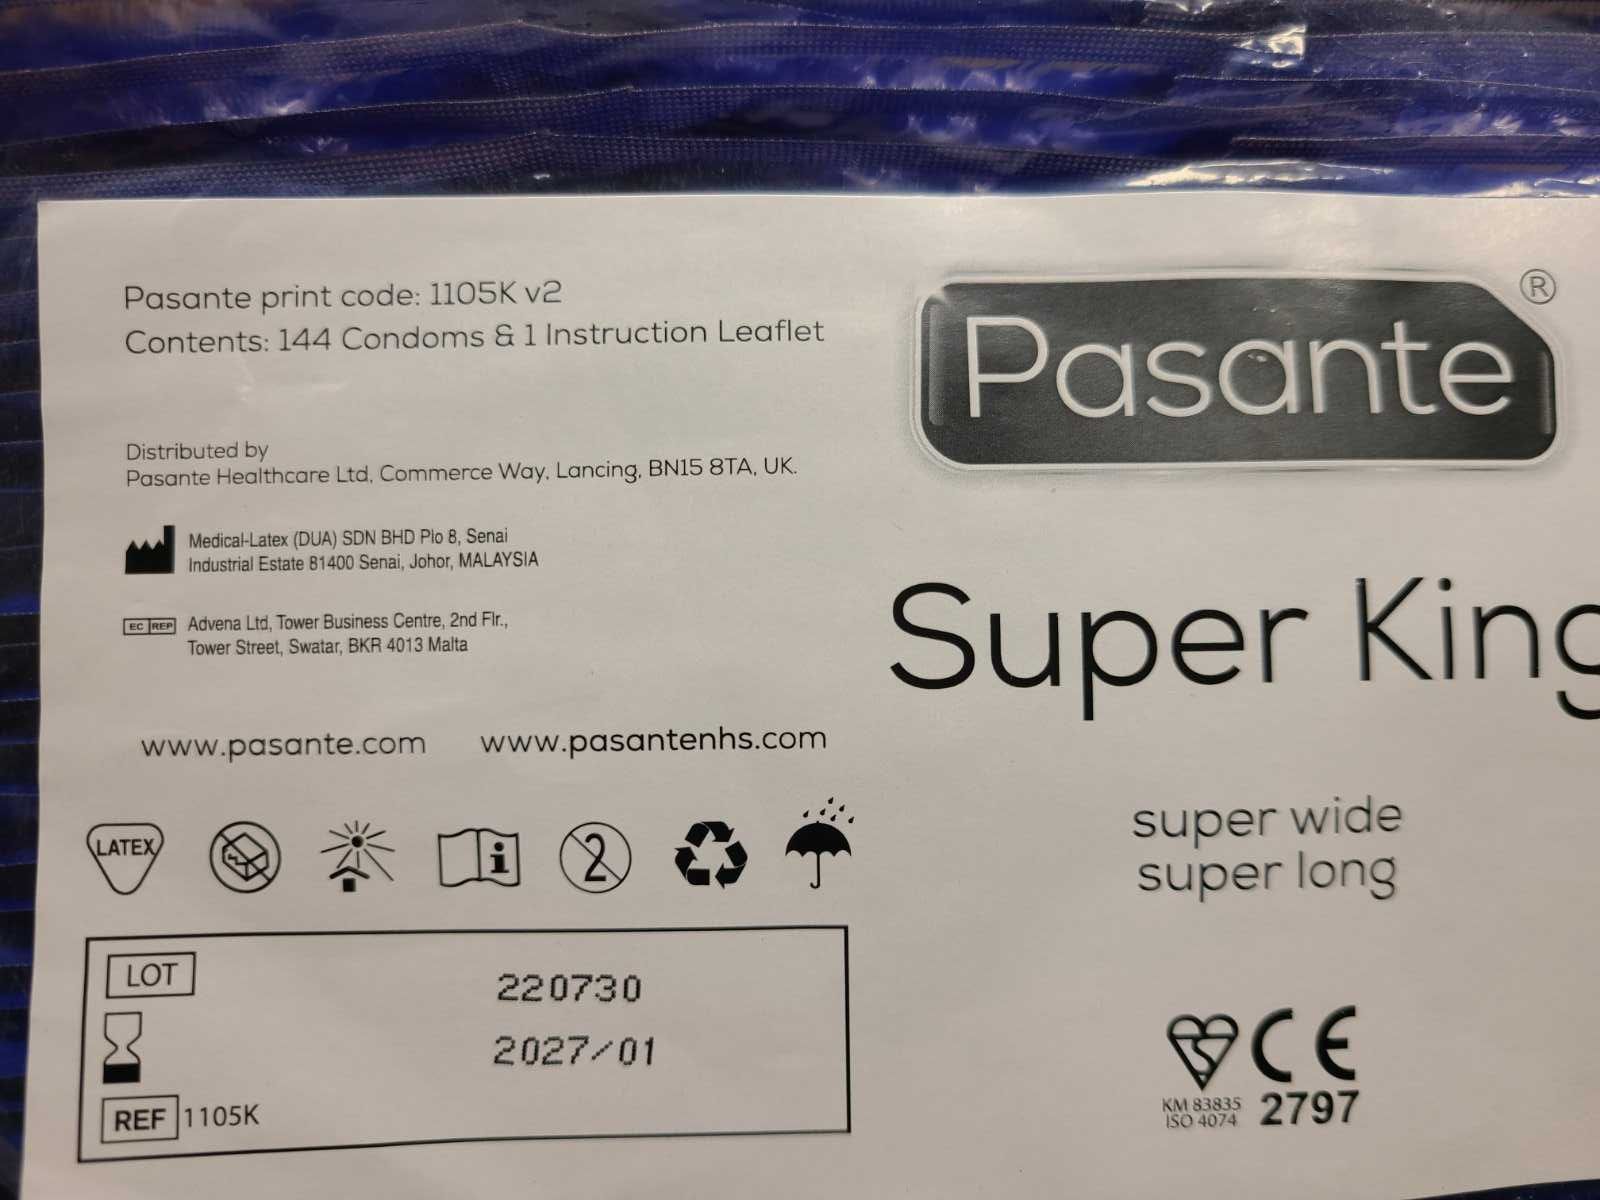 Pasante print code: 1105K v2
Contents: 144 Condoms & 1 Instruction Leaflet
Distributed by
Pasante Healthcare Ltd, Commerce Way, Lancing, BN15 8TA, UK.
Medical-Latex (DUA) SDN BHD Plo 8, Senai
Industrial Estate 81400 Senai, Johor, MALAYSIA
EC REP
Advena Ltd, Tower Business Centre, 2nd Flr.,
Tower Street, Swatar, BKR 4013 Malta
www.pasante.com www.pasantenhs.com
LATEX
i
2
LOT 220730
2027/01
REF 1105K
Pasante®
Super King
super wide
super long
CE
KM 83835
ISO 4074
2797